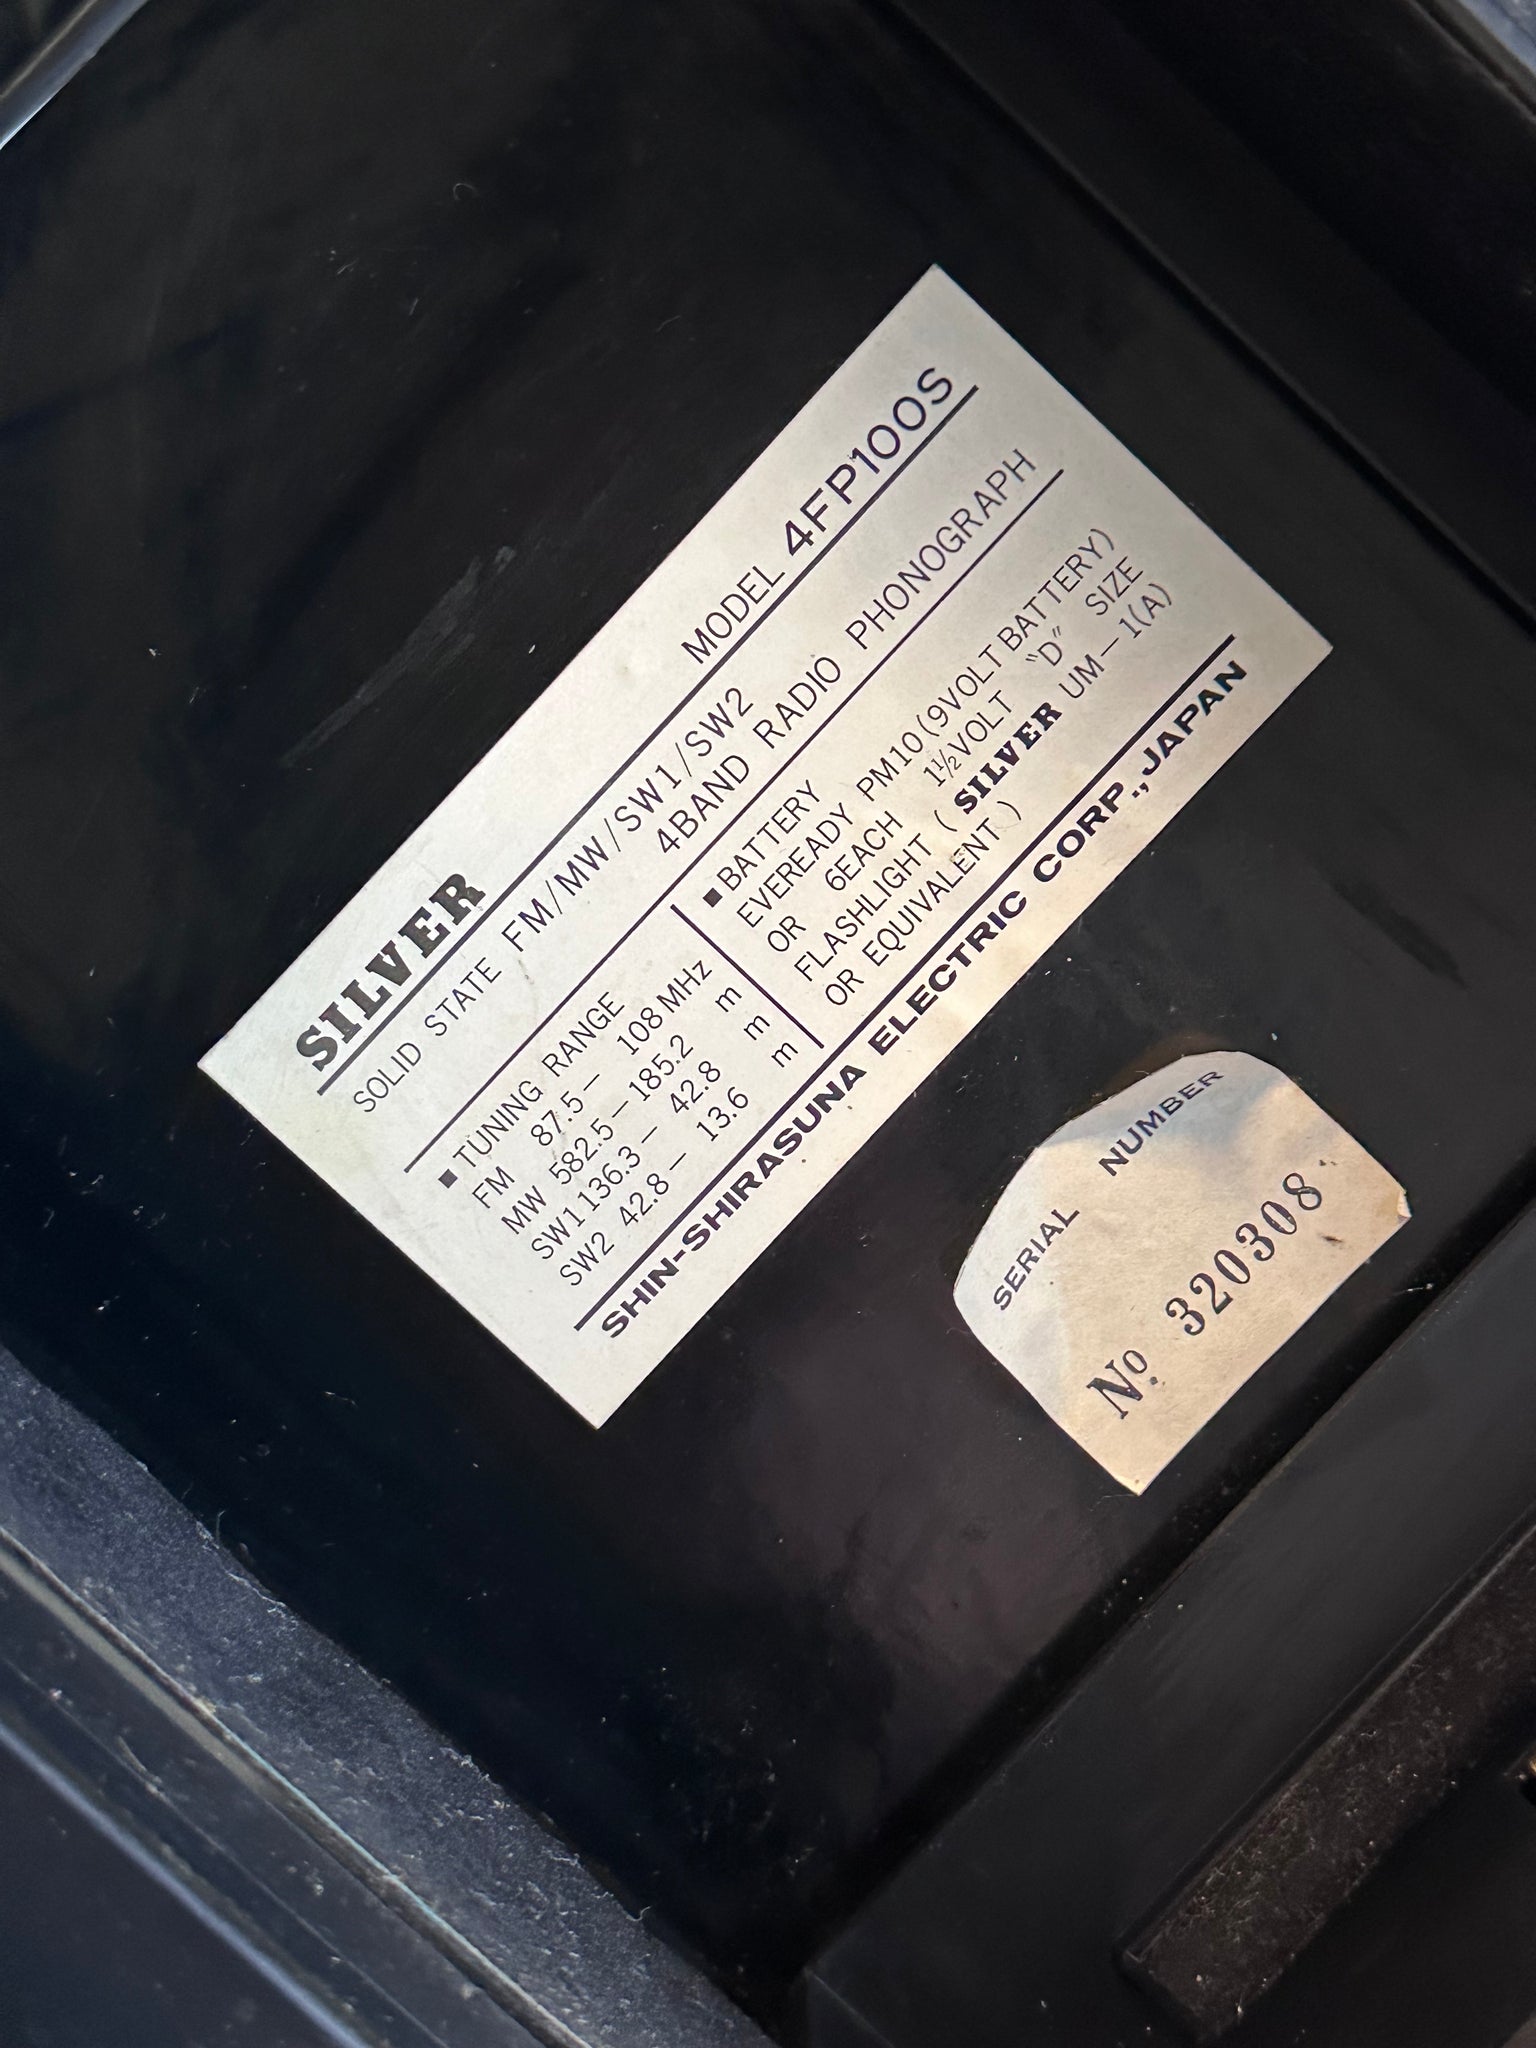 SILVER MODEL 4FP100S
SOLID STATE FM/MW/SW1/SW2
4BAND RADIO PHONOGRAPH
▪ TUNING RANGE
FM 87.5 – 108 MHz
MW 582.5 – 185.2 m
SW1 136.3 – 42.8 m
SW2 42.8 – 13.6 m
▪ BATTERY
EVEREADY PM10 (9VOLT BATTERY)
OR 6EACH 1½VOLT "D" SIZE
FLASHLIGHT (SILVER UM–1(A)
OR EQUIVALENT)
SHIN-SHIRASUNA ELECTRIC CORP., JAPAN
SERIAL NUMBER
No. 320308